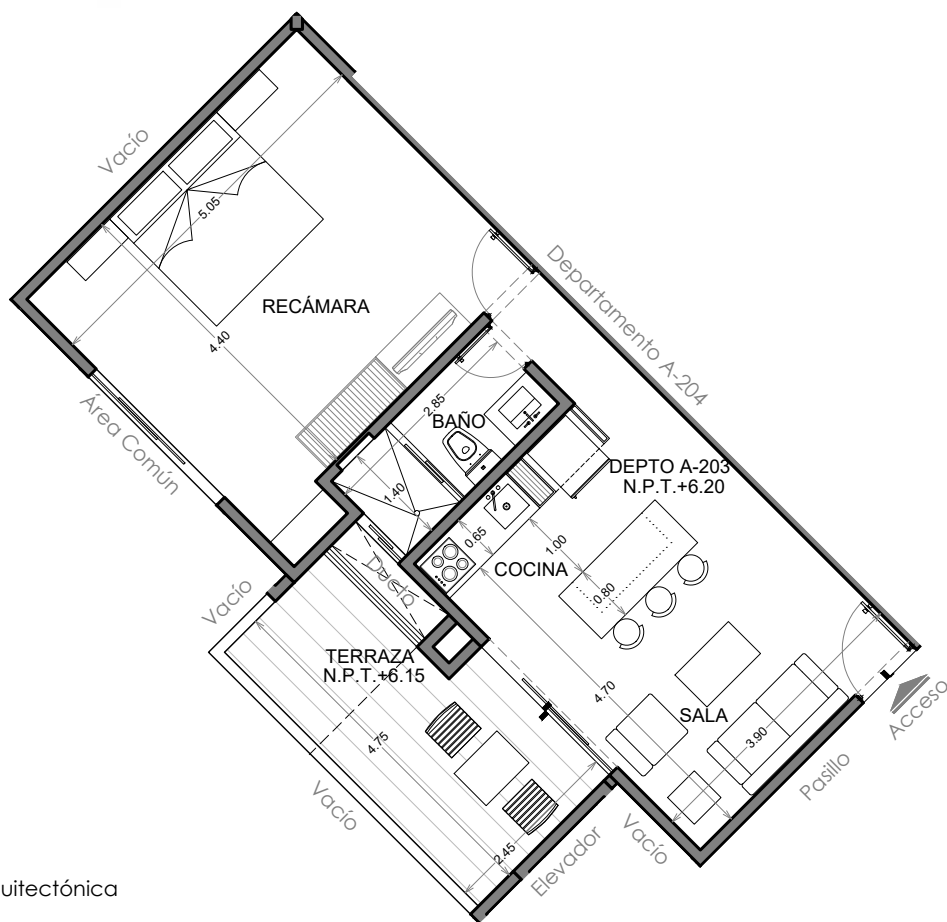 Vacío
5.05
RECÁMARA
4.40
Departamento A-204
Área Común
2.85
BAÑO
1.40
DEPTO A-203
N.P.T.+6.20
0.65
1.00
COCINA
0.80
Vacío
Ducto
TERRAZA
N.P.T.+6.15
4.70
SALA
Acceso
4.75
3.90
Pasillo
Vacío
2.45
Elevador
Vacío
uitectónica